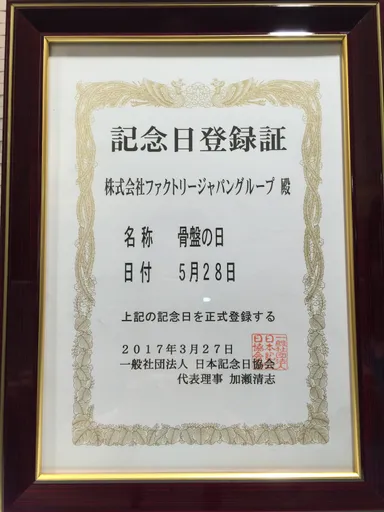 記念日登録証
株式会社ファクトリージャパングループ 殿
名称 骨盤の日
日付 5月28日
上記の記念日を正式登録する
2017年3月27日
一般社団法人 日本記念日協会
代表理事 加瀬清志